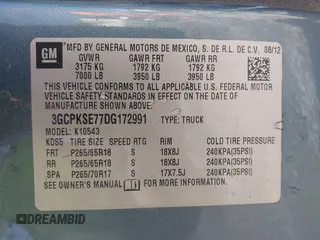 GM
MFD BY GENERAL MOTORS DE MEXICO, S. DE R.L. DE C.V. 08/12
GVWR GAWR FRT GAWR RR
3175 KG 1792 KG 1792 KG
7000 LB 3950 LB 3950 LB
THIS VEHICLE CONFORMS TO ALL APPLICABLE U.S. FEDERAL
MOTOR VEHICLE SAFETY STANDARDS IN EFFECT ON THE
DATE OF MANUFACTURE SHOWN ABOVE.
3GCPKSE77DG172991 TYPE: TRUCK
MODEL: K10543
KDS5 TIRE SIZE SPEED RTG RIM COLD TIRE PRESSURE
FRT P265/65R18 S 18X8J 240KPA(35PSI)
RR P265/65R18 S 18X8J 240KPA(35PSI)
SPA P265/70R17 S 17X7.5J 240KPA(35PSI)
SEE OWNER'S MANUAL FOR MORE INFORMATION.
DREAMBID